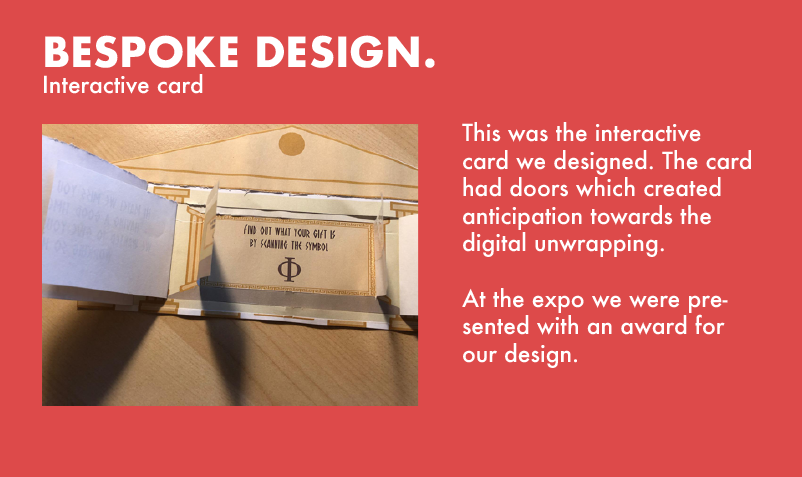 BESPOKE DESIGN.
Interactive card
This was the interactive
card we designed. The card
had doors which created
anticipation towards the
digital unwrapping.
At the expo we were pre-
sented with an award for
our design.
FIND OUT WHAT YOUR GIFT IS
BY SCANNING THE SYMBOL
Φ